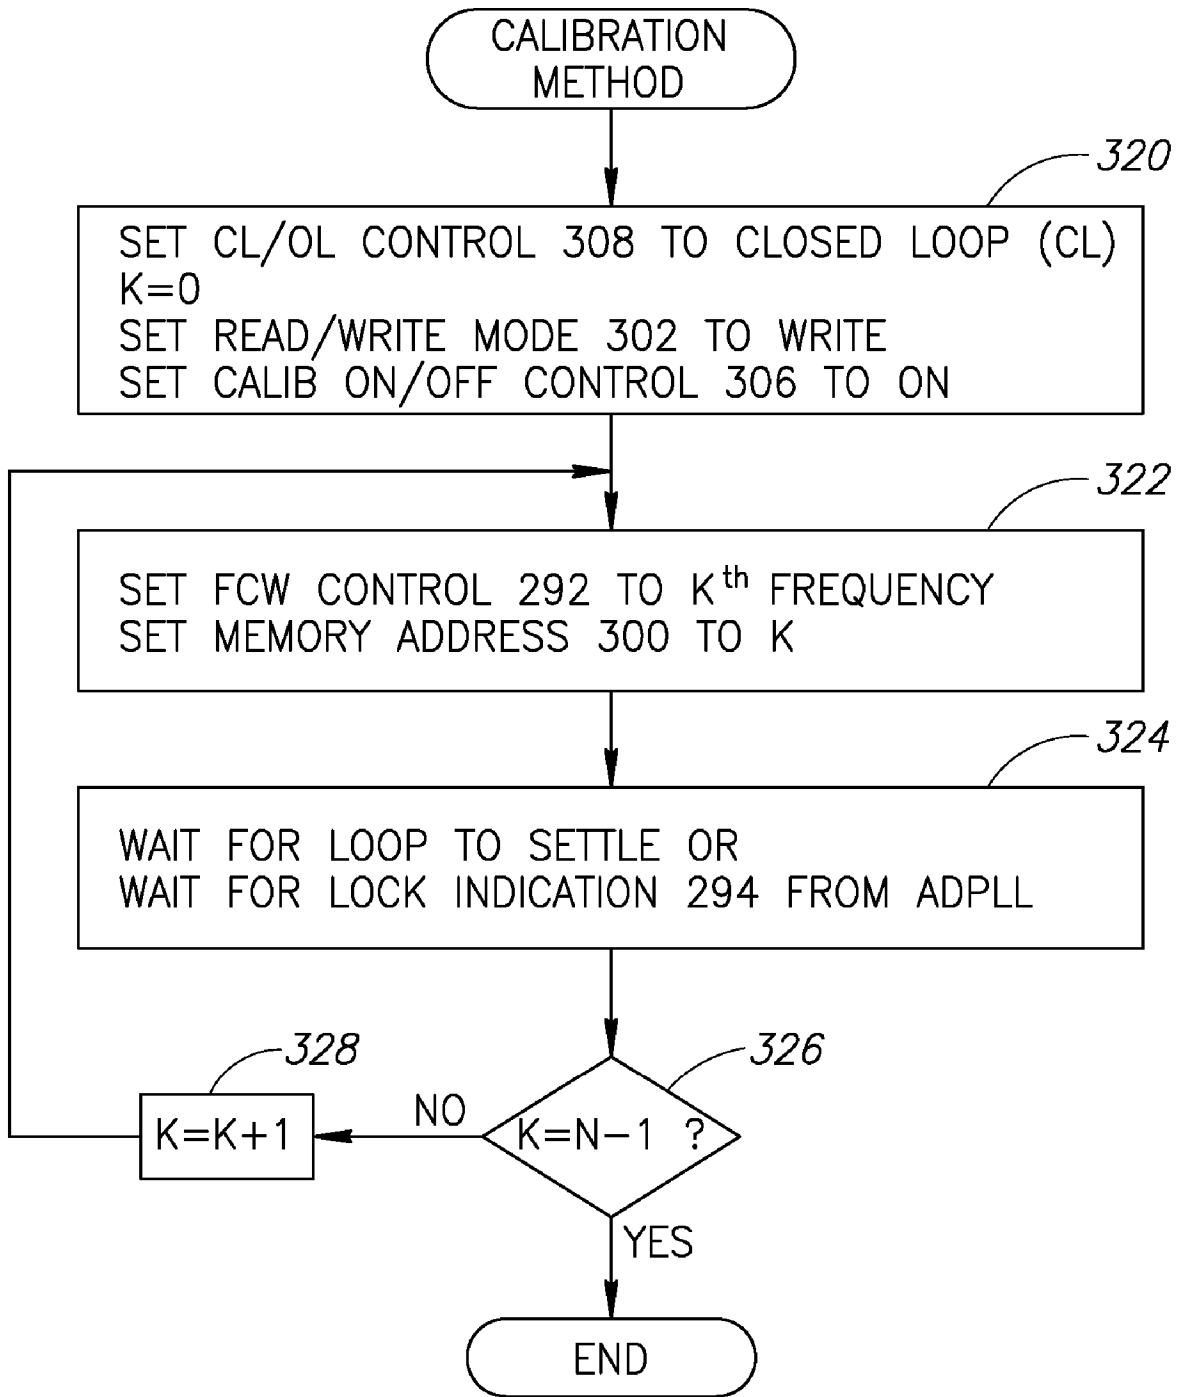 CALIBRATION
METHOD
320
SET CL/OL CONTROL 308 TO CLOSED LOOP (CL)
K=0
SET READ/WRITE MODE 302 TO WRITE
SET CALIB ON/OFF CONTROL 306 TO ON
322
SET FCW CONTROL 292 TO Kth FREQUENCY
SET MEMORY ADDRESS 300 TO K
324
WAIT FOR LOOP TO SETTLE OR
WAIT FOR LOCK INDICATION 294 FROM ADPLL
328
326
K=K+1
NO
K=N-1 ?
YES
END